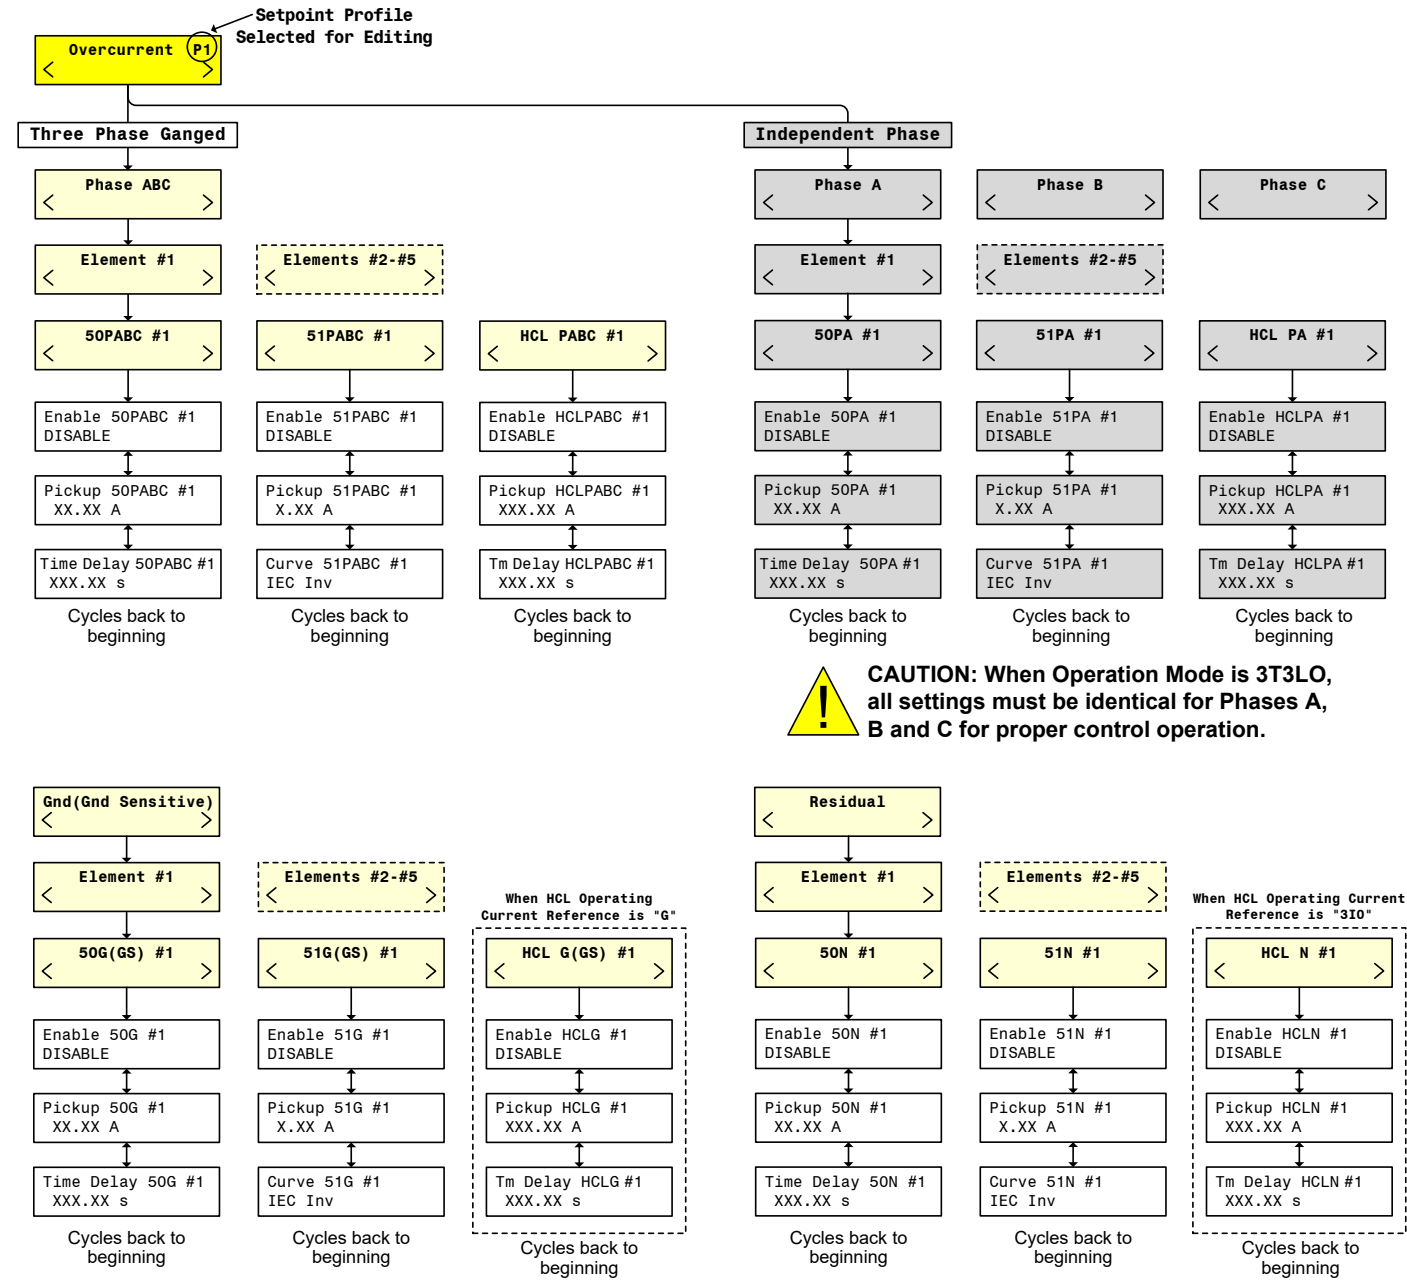 Setpoint Profile
Selected for Editing
Overcurrent P1
< >
Three Phase Ganged
Independent Phase
Phase ABC
< >
Phase A
< >
Phase B
< >
Phase C
< >
Element #1
< >
Elements #2-#5
< >
Element #1
< >
Elements #2-#5
< >
50PABC #1
< >
51PABC #1
< >
HCL PABC #1
< >
50PA #1
< >
51PA #1
< >
HCL PA #1
< >
Enable 50PABC #1
DISABLE
Enable 51PABC #1
DISABLE
Enable HCLPABC #1
DISABLE
Enable 50PA #1
DISABLE
Enable 51PA #1
DISABLE
Enable HCLPA #1
DISABLE
Pickup 50PABC #1
XX.XX A
Pickup 51PABC #1
X.XX A
Pickup HCLPABC #1
XXX.XX A
Pickup 50PA #1
XX.XX A
Pickup 51PA #1
X.XX A
Pickup HCLPA #1
XXX.XX A
Time Delay 50PABC #1
XXX.XX s
Curve 51PABC #1
IEC Inv
Tm Delay HCLPABC #1
XXX.XX s
Time Delay 50PA #1
XXX.XX s
Curve 51PA #1
IEC Inv
Tm Delay HCLPA #1
XXX.XX s
Cycles back to
beginning
Cycles back to
beginning
Cycles back to
beginning
Cycles back to
beginning
Cycles back to
beginning
Cycles back to
beginning
!
CAUTION: When Operation Mode is 3T3LO,
all settings must be identical for Phases A,
B and C for proper control operation.
Gnd(Gnd Sensitive)
< >
Residual
< >
Element #1
< >
Elements #2-#5
< >
Element #1
< >
Elements #2-#5
< >
When HCL Operating
Current Reference is "G"
When HCL Operating Current
Reference is "3IO"
50G(GS) #1
< >
51G(GS) #1
< >
HCL G(GS) #1
< >
50N #1
< >
51N #1
< >
HCL N #1
< >
Enable 50G #1
DISABLE
Enable 51G #1
DISABLE
Enable HCLG #1
DISABLE
Enable 50N #1
DISABLE
Enable 51N #1
DISABLE
Enable HCLN #1
DISABLE
Pickup 50G #1
XX.XX A
Pickup 51G #1
X.XX A
Pickup HCLG #1
XXX.XX A
Pickup 50N #1
XX.XX A
Pickup 51N #1
X.XX A
Pickup HCLN #1
XXX.XX A
Time Delay 50G #1
XXX.XX s
Curve 51G #1
IEC Inv
Tm Delay HCLG #1
XXX.XX s
Time Delay 50N #1
XXX.XX s
Curve 51N #1
IEC Inv
Tm Delay HCLN #1
XXX.XX s
Cycles back to
beginning
Cycles back to
beginning
Cycles back to
beginning
Cycles back to
beginning
Cycles back to
beginning
Cycles back to
beginning